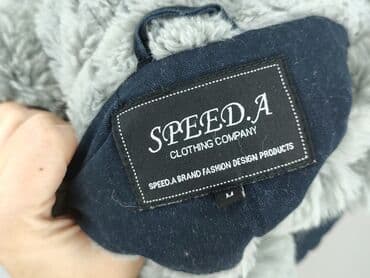 SPEED.A
CLOTHING COMPANY
SPEED.A BRAND FASHION DESIGN PRODUCTS
M